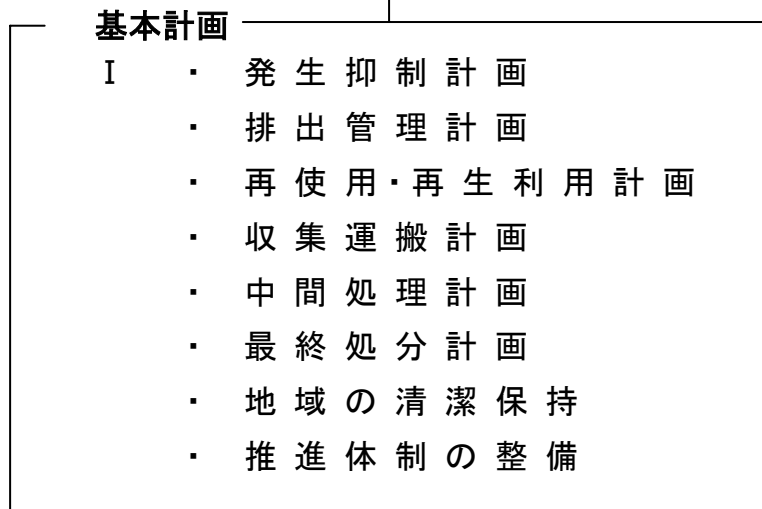 基本計画
Ⅰ ・ 発生抑制計画
・ 排出管理計画
・ 再使用・再生利用計画
・ 収集運搬計画
・ 中間処理計画
・ 最終処分計画
・ 地域の清潔保持
・ 推進体制の整備